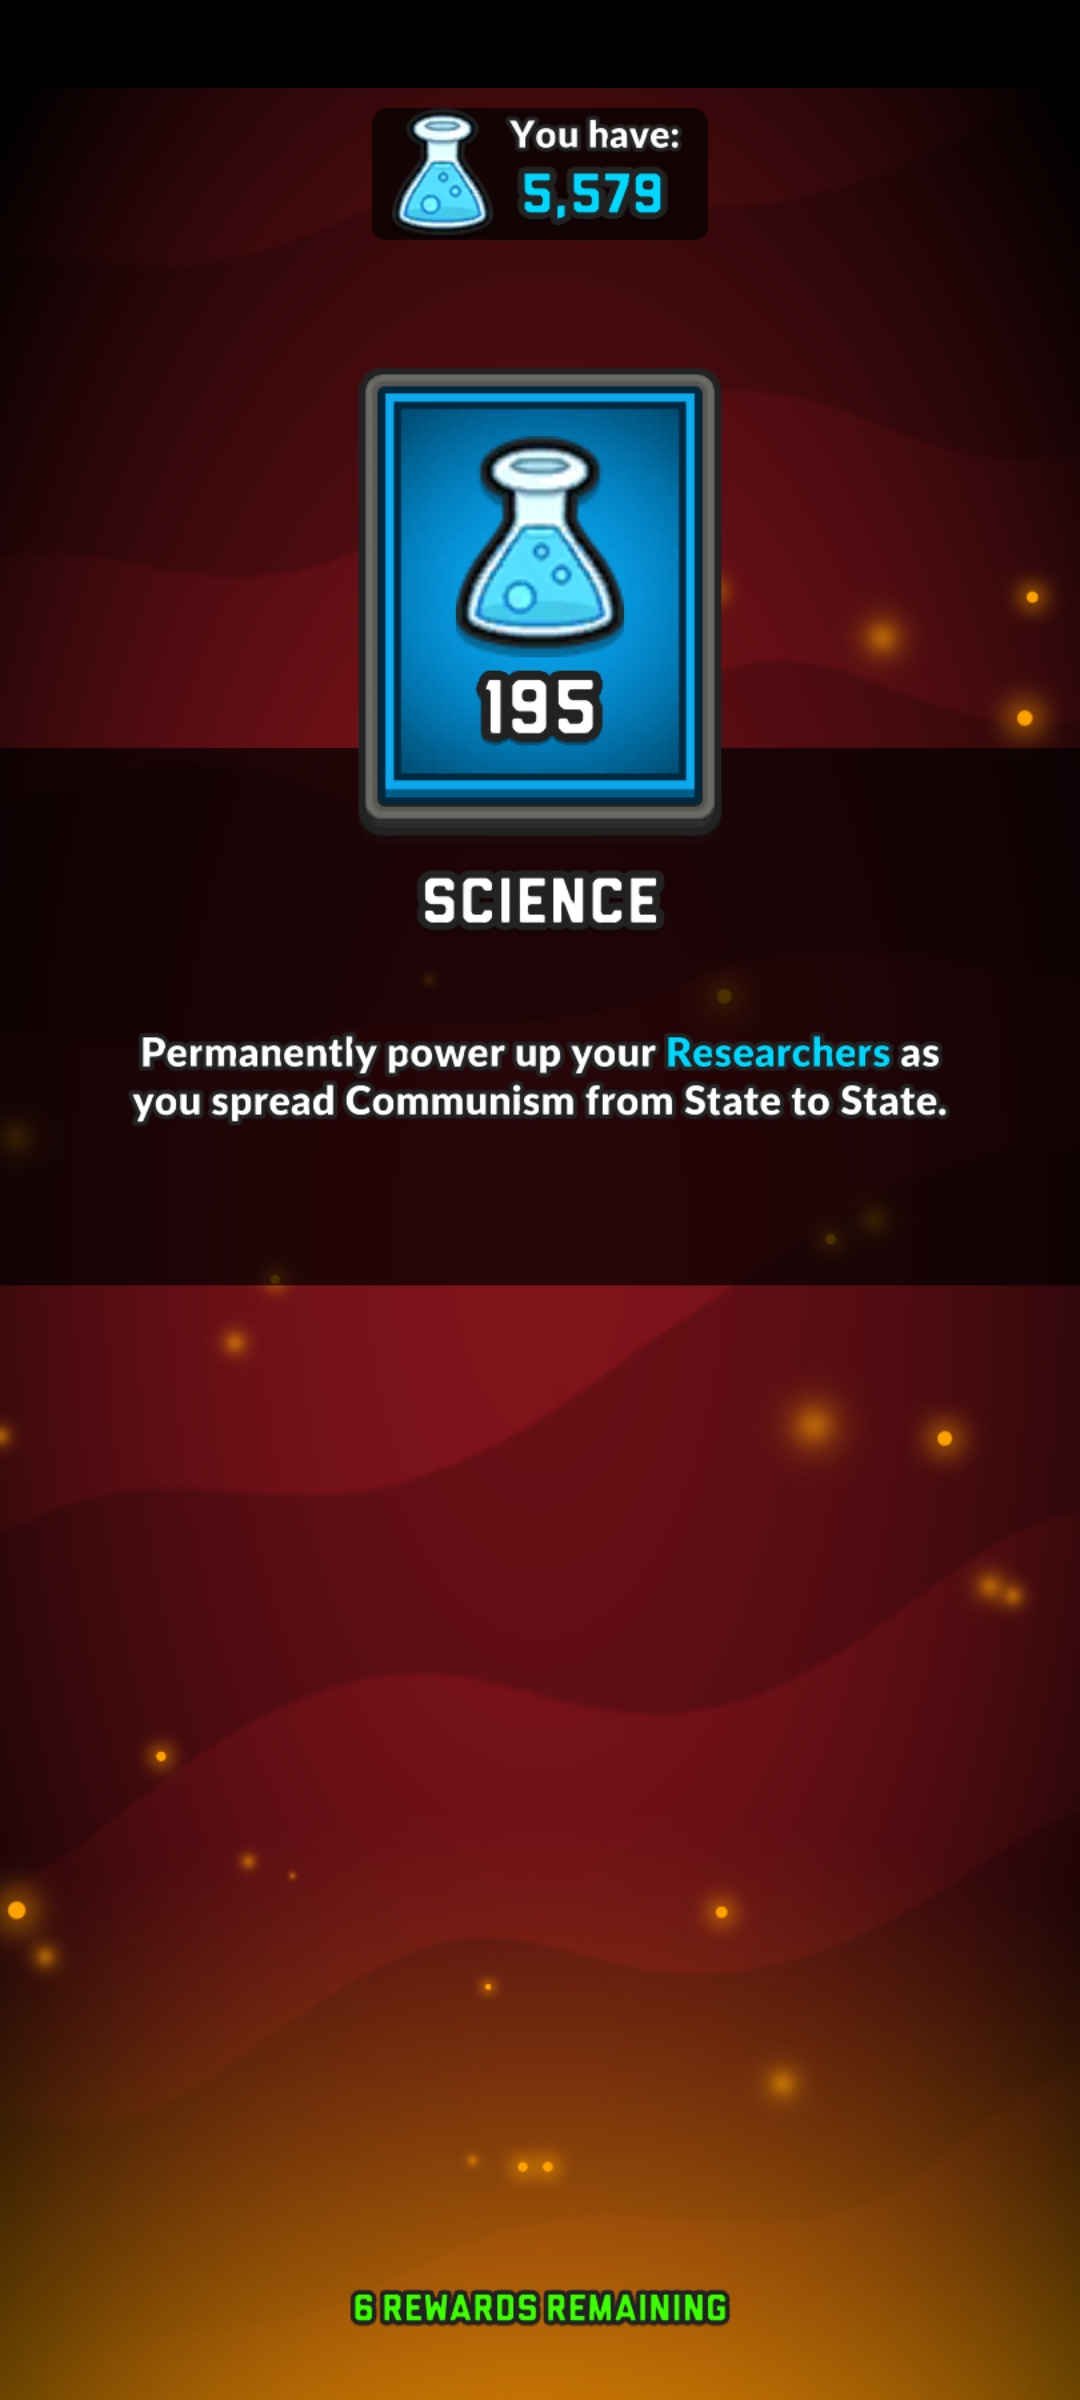 You have:
5,579
195
SCIENCE
Permanently power up your Researchers as
you spread Communism from State to State.
6 REWARDS REMAINING